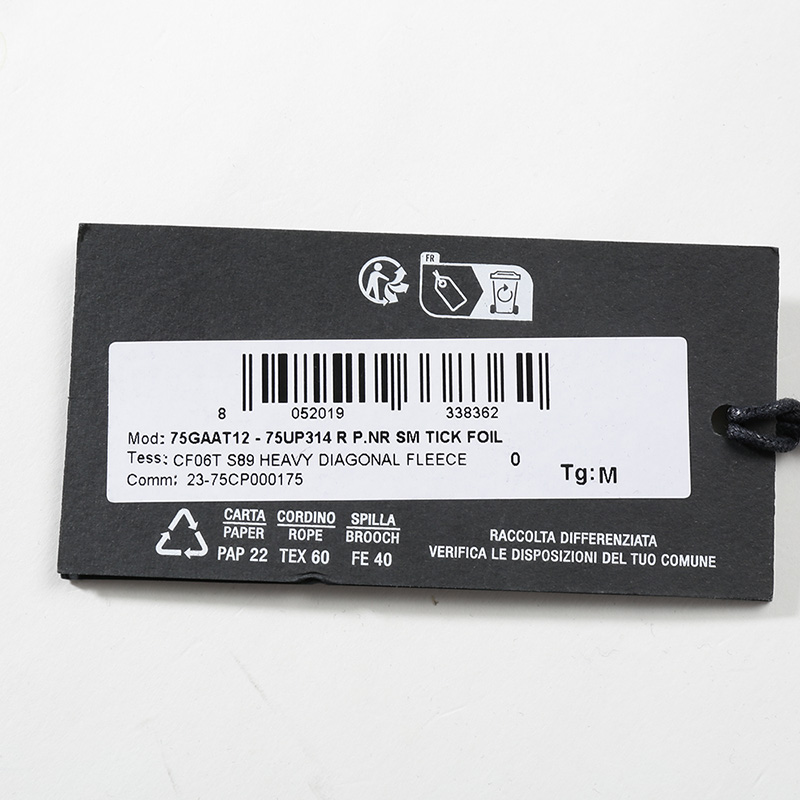 FR
8 052019 338362
Mod: 75GAAT12 - 75UP314 R P.NR SM TICK FOIL
Tess: CF06T S89 HEAVY DIAGONAL FLEECE 0
Tg: M
Comm: 23-75CP000175
CARTA CORDINO SPILLA
PAPER ROPE BROOCH
PAP 22 TEX 60 FE 40
RACCOLTA DIFFERENZIATA
VERIFICA LE DISPOSIZIONI DEL TUO COMUNE